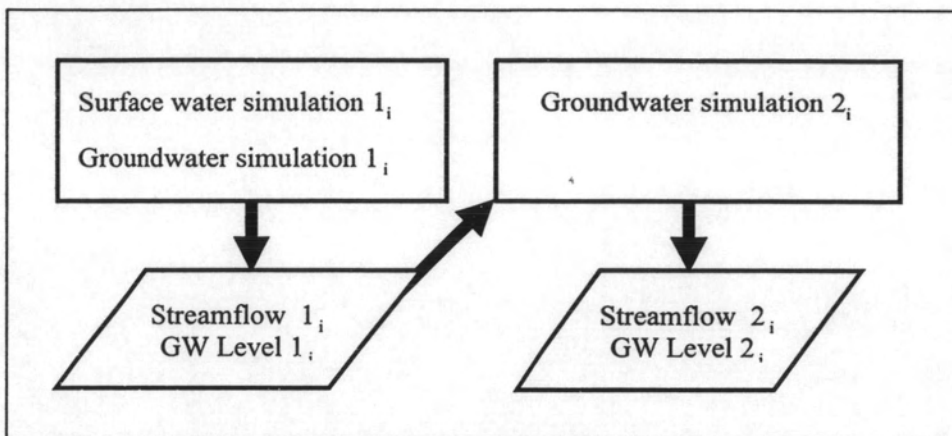 Surface water simulation 1i
Groundwater simulation 1i
Groundwater simulation 2i
Streamflow 1i
GW Level 1i
Streamflow 2i
GW Level 2i